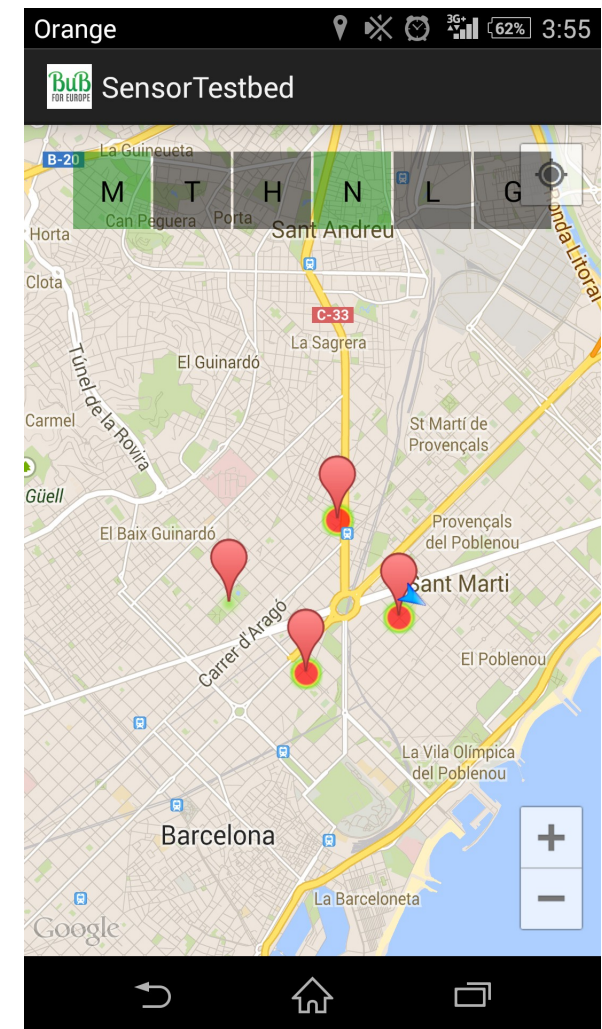 Orange 3G+ 62% 3:55
BuB
FOR EUROPE
SensorTestbed
B-20
La Guineueta
M T H N L G
Can Peguera
Porta
Sant Andreu
Horta
Ronda Litoral
Clota
C-33
La Sagrera
Túnel de la Rovira
El Guinardó
Carmel
St Martí de
Provençals
Güell
El Baix Guinardó
Provençals
del Poblenou
Sant Marti
Carrer d'Aragó
El Poblenou
La Vila Olímpica
del Poblenou
Barcelona
La Barceloneta
Google